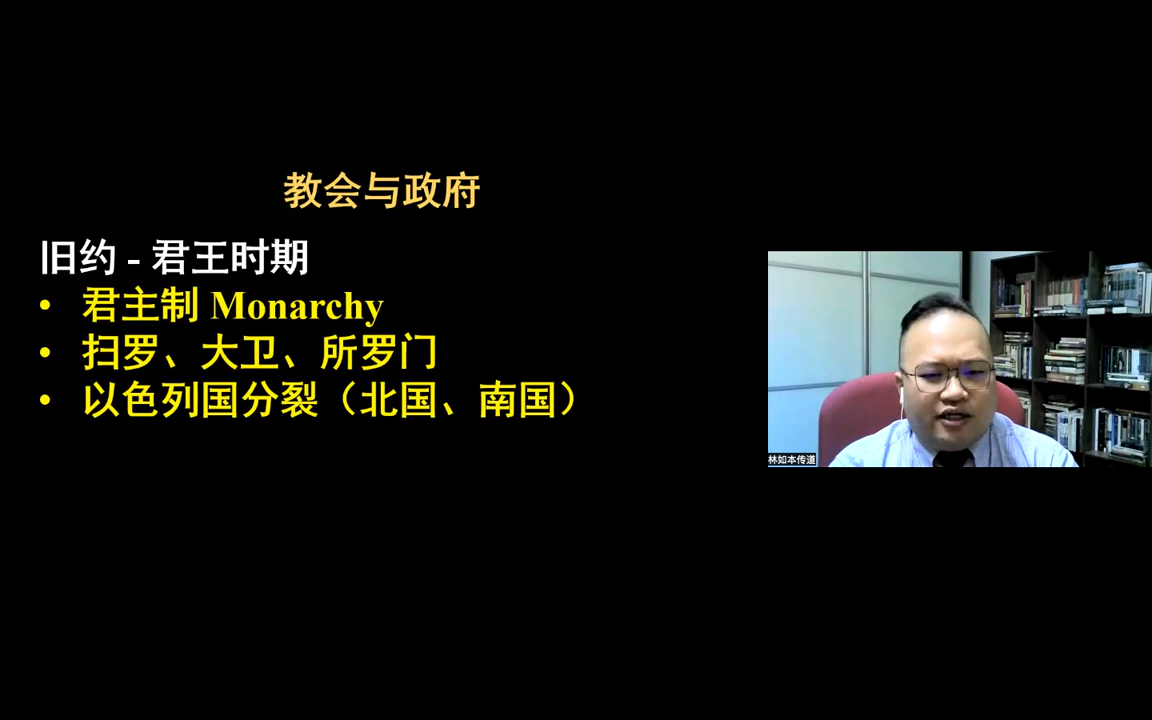 教会与政府
旧约 - 君王时期
• 君主制 Monarchy
• 扫罗、大卫、所罗门
• 以色列国分裂（北国、南国）
林如本传道